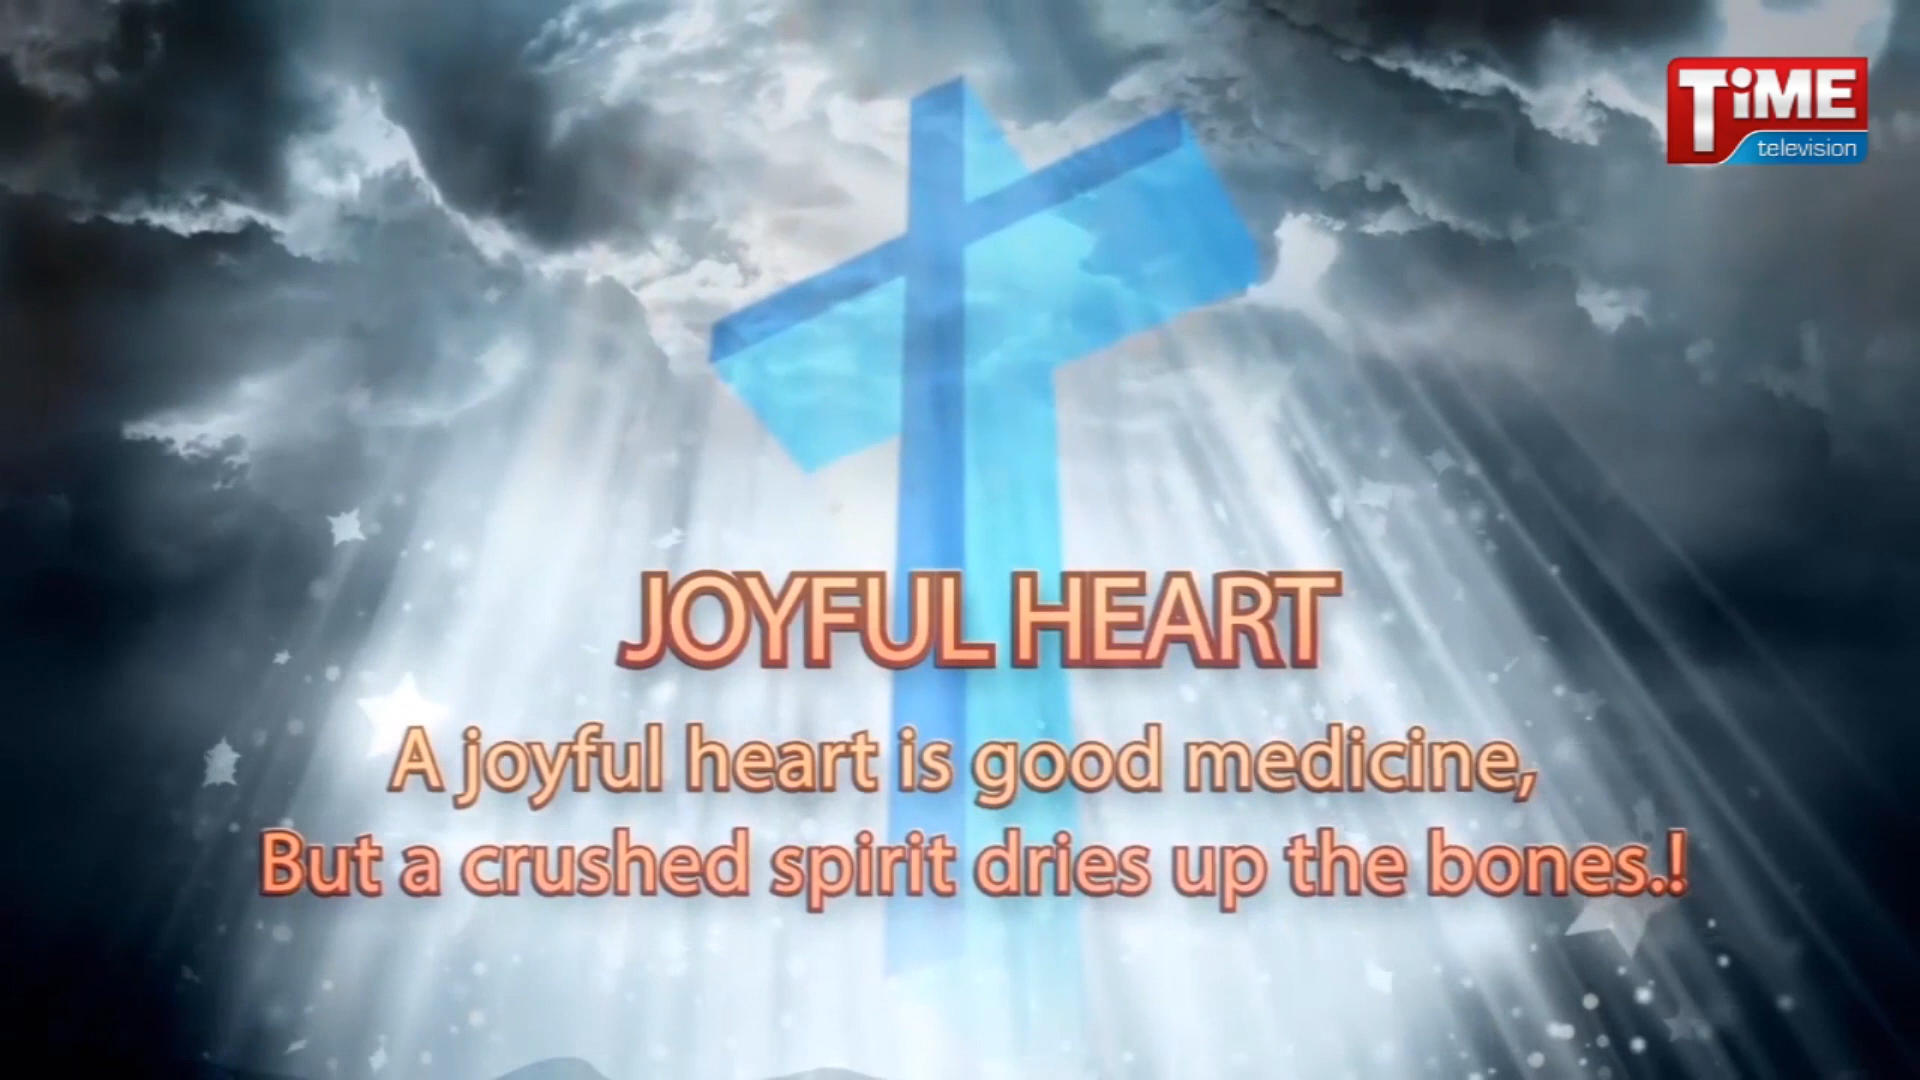 TiME
television
JOYFUL HEART
A joyful heart is good medicine,
But a crushed spirit dries up the bones.!